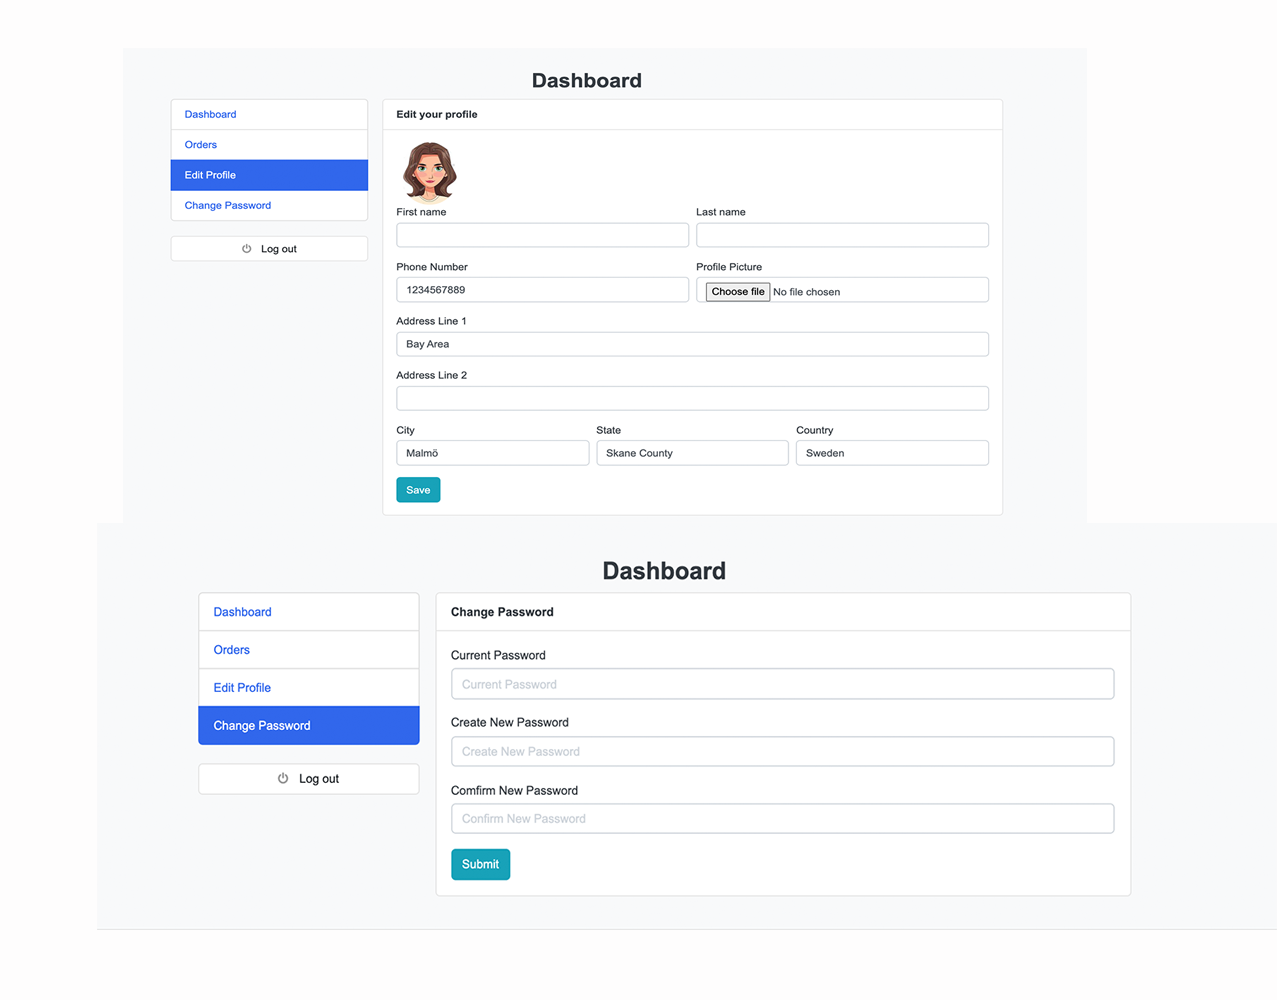 Dashboard
Dashboard
Orders
Edit Profile
Change Password
Log out
Edit your profile
First name
Last name
Phone Number
Profile Picture
1234567889
Choose file No file chosen
Address Line 1
Bay Area
Address Line 2
City
State
Country
Malmö
Skane County
Sweden
Save
Dashboard
Dashboard
Orders
Edit Profile
Change Password
Log out
Change Password
Current Password
Current Password
Create New Password
Create New Password
Comfirm New Password
Confirm New Password
Submit